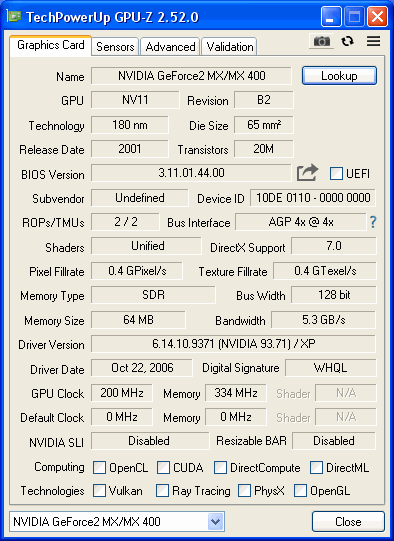 TechPowerUp GPU-Z 2.52.0
Graphics Card Sensors Advanced Validation
Name NVIDIA GeForce2 MX/MX 400 Lookup
GPU NV11 Revision B2
Technology 180 nm Die Size 65 mm²
Release Date 2001 Transistors 20M
BIOS Version 3.11.01.44.00 UEFI
Subvendor Undefined Device ID 10DE 0110 - 0000 0000
ROPs/TMUs 2 / 2 Bus Interface AGP 4x @ 4x ?
Shaders Unified DirectX Support 7.0
Pixel Fillrate 0.4 GPixel/s Texture Fillrate 0.4 GTexel/s
Memory Type SDR Bus Width 128 bit
Memory Size 64 MB Bandwidth 5.3 GB/s
Driver Version 6.14.10.9371 (NVIDIA 93.71) / XP
Driver Date Oct 22, 2006 Digital Signature WHQL
GPU Clock 200 MHz Memory 334 MHz Shader N/A
Default Clock 0 MHz Memory 0 MHz Shader N/A
NVIDIA SLI Disabled Resizable BAR Disabled
Computing OpenCL CUDA DirectCompute DirectML
Technologies Vulkan Ray Tracing PhysX OpenGL
NVIDIA GeForce2 MX/MX 400 Close